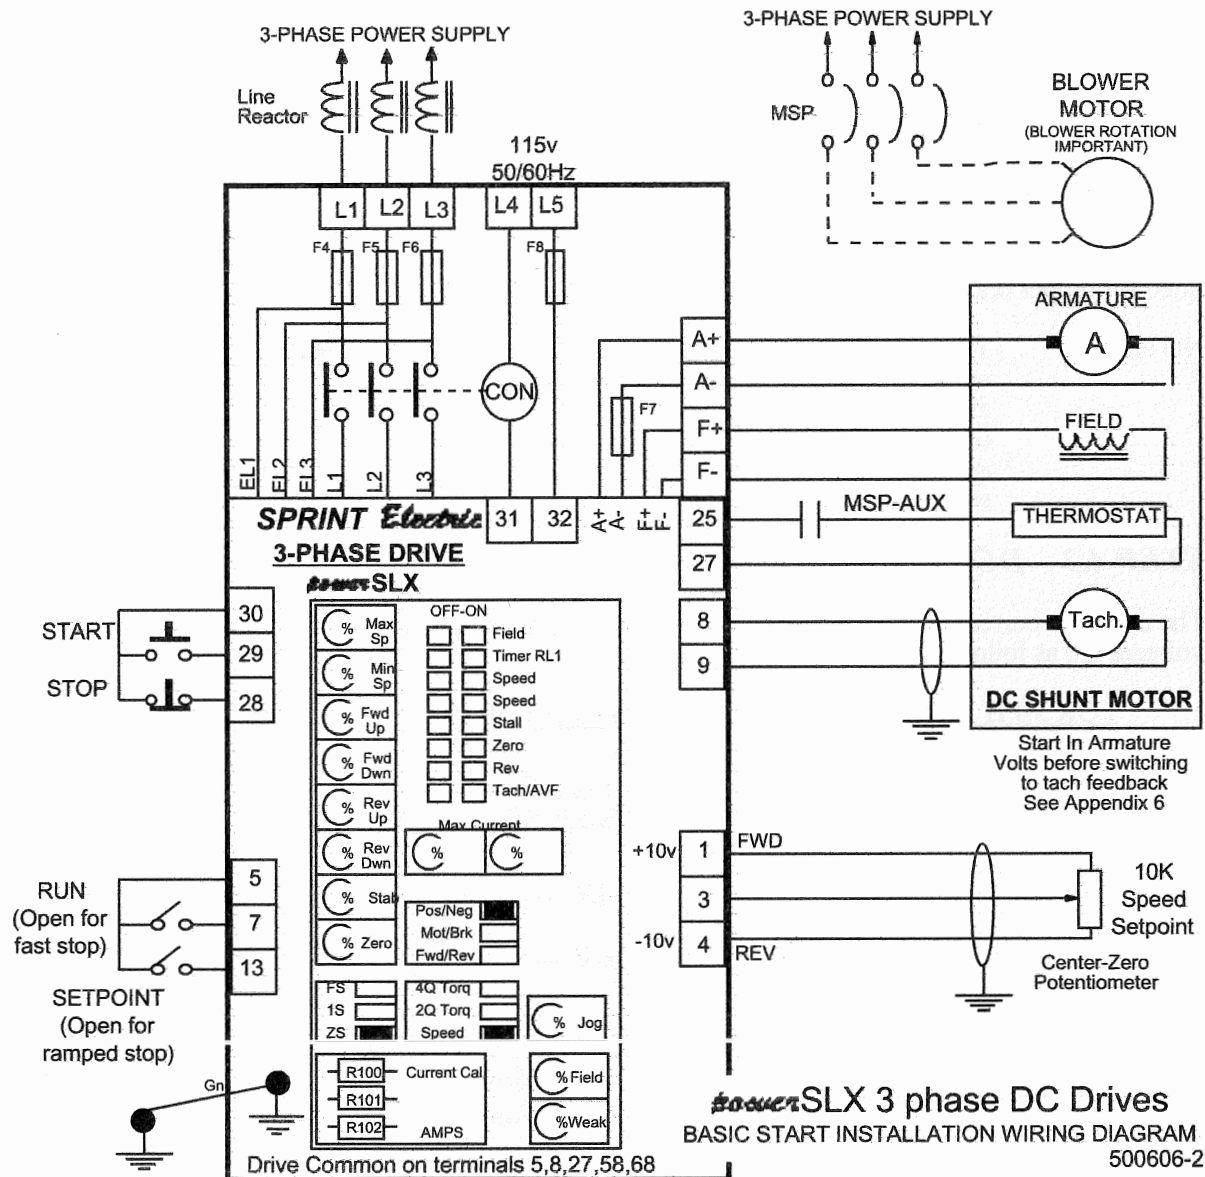 3-PHASE POWER SUPPLY
3-PHASE POWER SUPPLY
Line
Reactor
MSP
BLOWER
MOTOR
(BLOWER ROTATION
IMPORTANT)
115v
50/60Hz
L1 L2 L3 L4 L5
F4 F5 F6 F8
ARMATURE
A
A+
A-
CON
F7
F+
FIELD
F-
EL1 EL2 EL3 L1 L2 L3
SPRINT Electric
31 32
A+ A- F+ F-
25
MSP-AUX
THERMOSTAT
3-PHASE DRIVE
27
power SLX
OFF-ON
START
STOP
30
29
28
Max
Sp
Min
Sp
Fwd
Up
Fwd
Dwn
Rev
Up
Rev
Dwn
Stab
Zero
% % % % % % % %
Field
Timer RL1
Speed
Speed
Stall
Zero
Rev
Tach/AVF
8
9
Tach.
DC SHUNT MOTOR
Start In Armature
Volts before switching
to tach feedback
See Appendix 6
Max Current
% %
+10v 1 FWD
3
-10v 4 REV
10K
Speed
Setpoint
Center-Zero
Potentiometer
RUN
(Open for
fast stop)
5
7
13
SETPOINT
(Open for
ramped stop)
Pos/Neg
Mot/Brk
Fwd/Rev
FS
1S
ZS
4Q Torq
2Q Torq
Speed
% Jog
Gn
R100 Current Cal
R101
R102 AMPS
% Field
% Weak
power SLX 3 phase DC Drives
BASIC START INSTALLATION WIRING DIAGRAM
500606-2
Drive Common on terminals 5,8,27,58,68